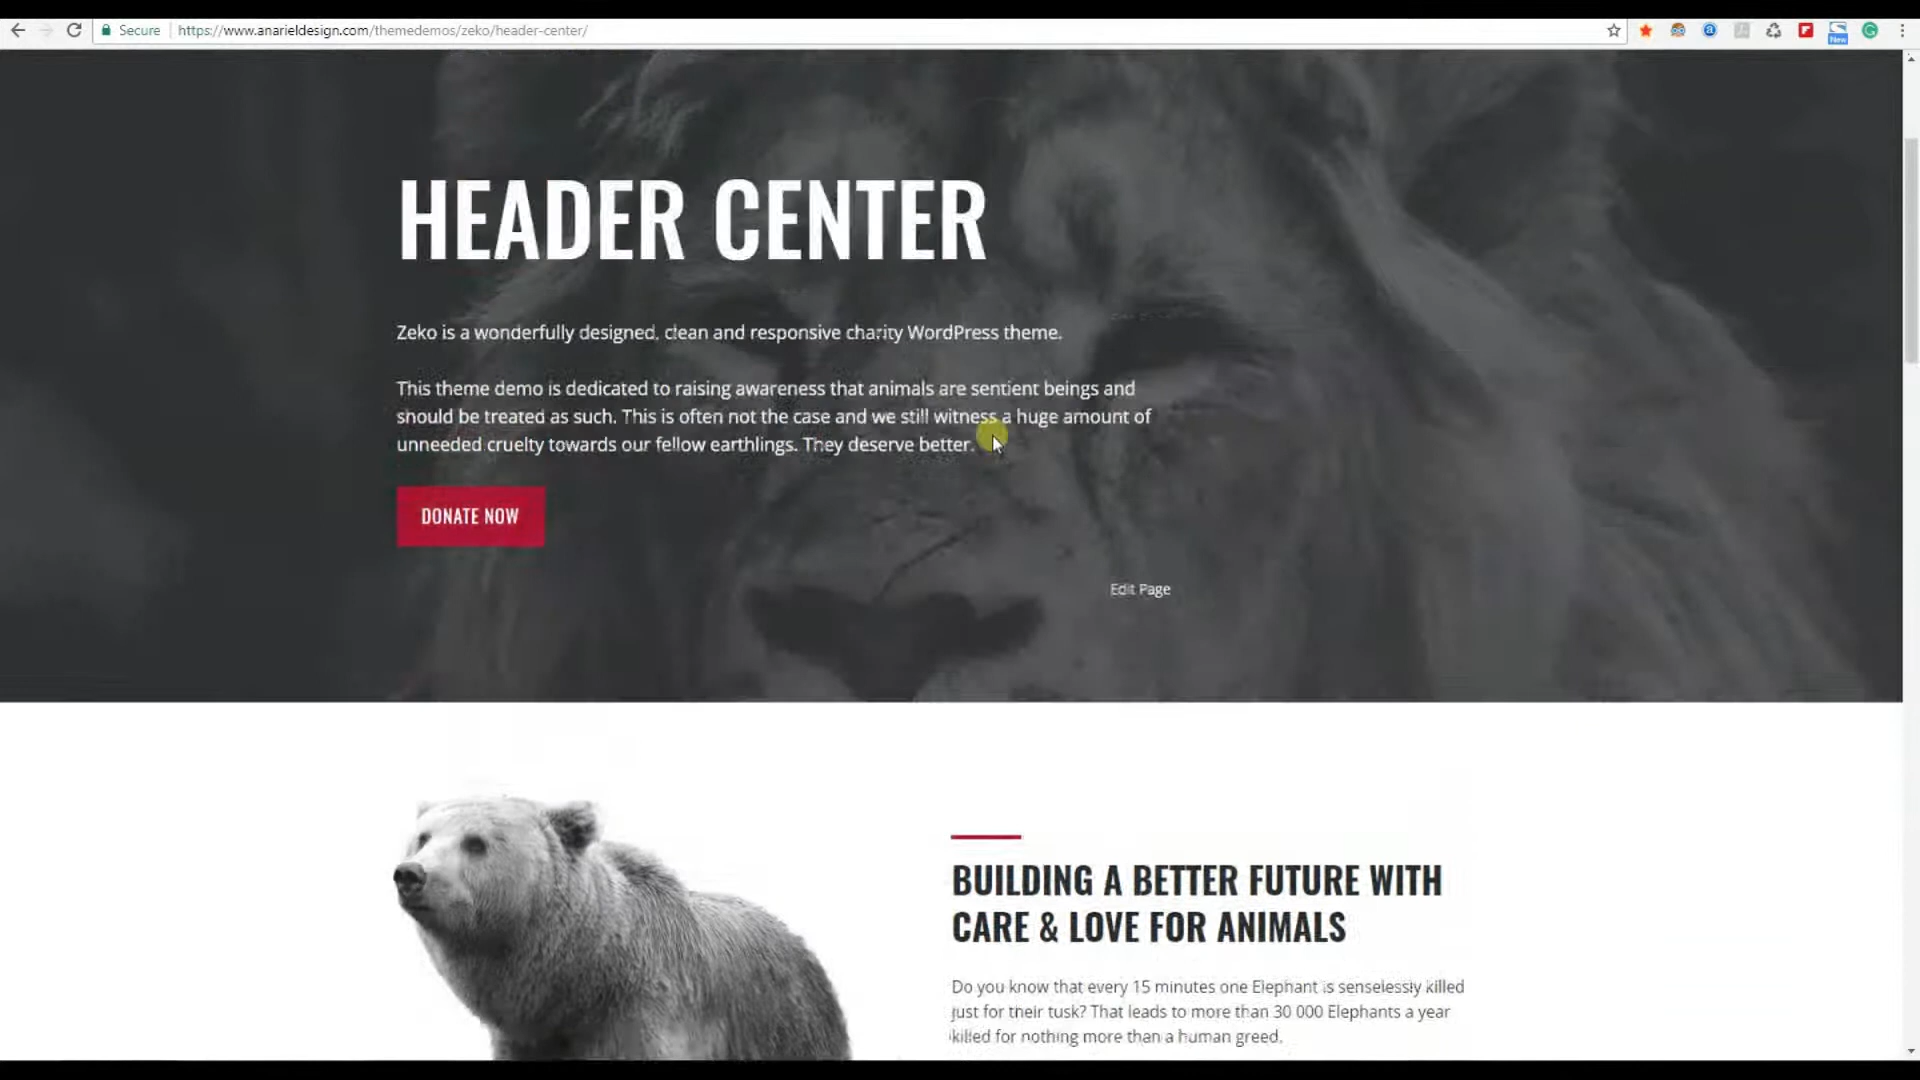 Secure https://www.anarieldesign.com/themedemos/zeko/header-center/
New
HEADER CENTER
Zeko is a wonderfully designed, clean and responsive charity WordPress theme.
This theme demo is dedicated to raising awareness that animals are sentient beings and
should be treated as such. This is often not the case and we still witness a huge amount of
unneeded cruelty towards our fellow earthlings. They deserve better.
DONATE NOW
Edit Page
BUILDING A BETTER FUTURE WITH
CARE & LOVE FOR ANIMALS
Do you know that every 15 minutes one Elephant is senselessly killed
just for their tusk? That leads to more than 30 000 Elephants a year
killed for nothing more than a human greed.